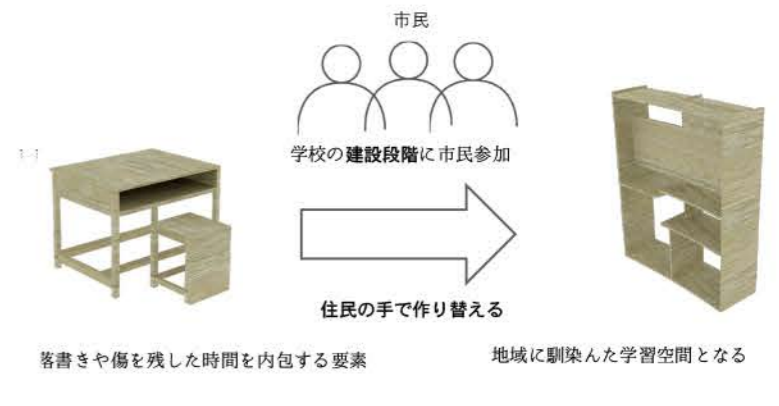 市民
学校の建設段階に市民参加
住民の手で作り替える
落書きや傷を残した時間を内包する要素
地域に馴染んだ学習空間となる